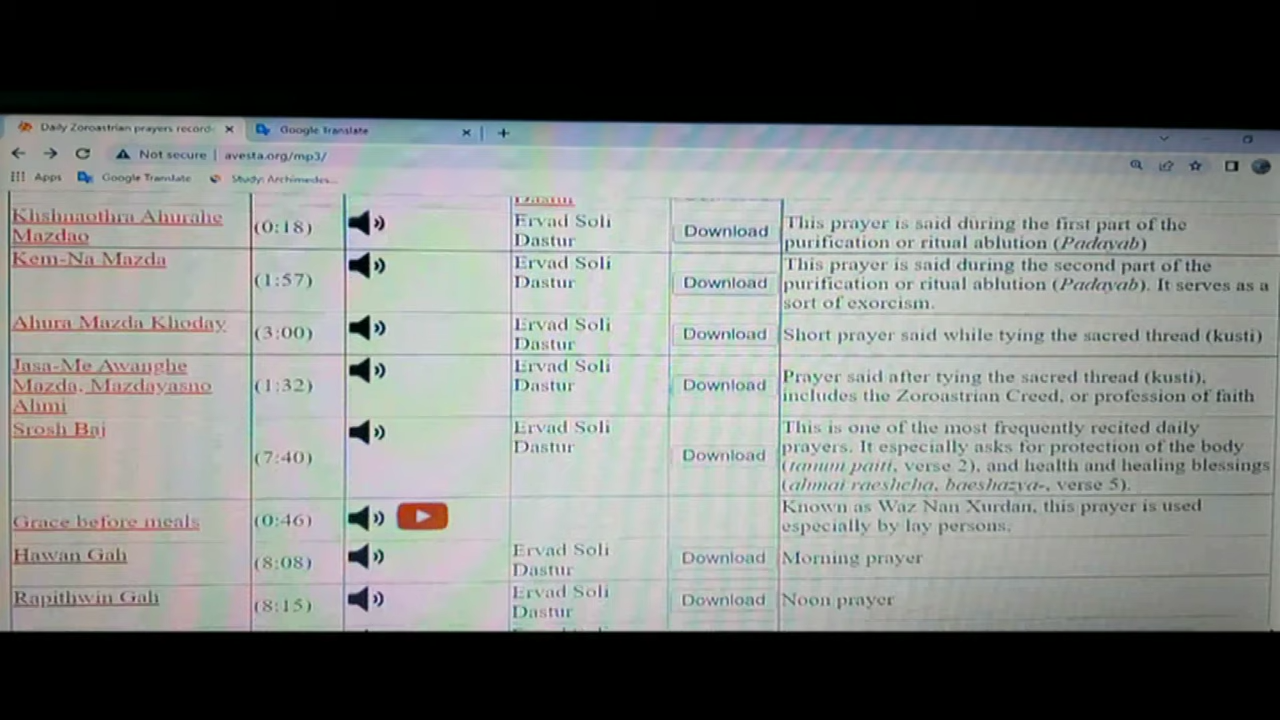 Daily Zoroastrian prayers record
Google Translate
Not secure | avesta.org/mp3/
Apps Google Translate Study: Archimedes...
Khshnaothra Ahurahe
Mazdao
(0:18)
Ervad Soli
Dastur
Download
This prayer is said during the first part of the
purification or ritual ablution (Padayab)
Kem-Na Mazda
(1:57)
Ervad Soli
Dastur
Download
This prayer is said during the second part of the
purification or ritual ablution (Padayab). It serves as a
sort of exorcism.
Ahura Mazda Khoday
(3:00)
Ervad Soli
Dastur
Download
Short prayer said while tying the sacred thread (kusti)
Jasa-Me Awanghe
Mazda, Mazdayasno
Ahmi
(1:32)
Ervad Soli
Dastur
Download
Prayer said after tying the sacred thread (kusti),
includes the Zoroastrian Creed, or profession of faith
Srosh Baj
(7:40)
Ervad Soli
Dastur
Download
This is one of the most frequently recited daily
prayers. It especially asks for protection of the body
(tanum paiti, verse 2), and health and healing blessings
(ahmai raeshcha, baeshazya-, verse 5).
Grace before meals
(0:46)
Known as Waz Nan Xurdan, this prayer is used
especially by lay persons.
Hawan Gah
(8:08)
Ervad Soli
Dastur
Download
Morning prayer
Rapithwin Gah
(8:15)
Ervad Soli
Dastur
Download
Noon prayer